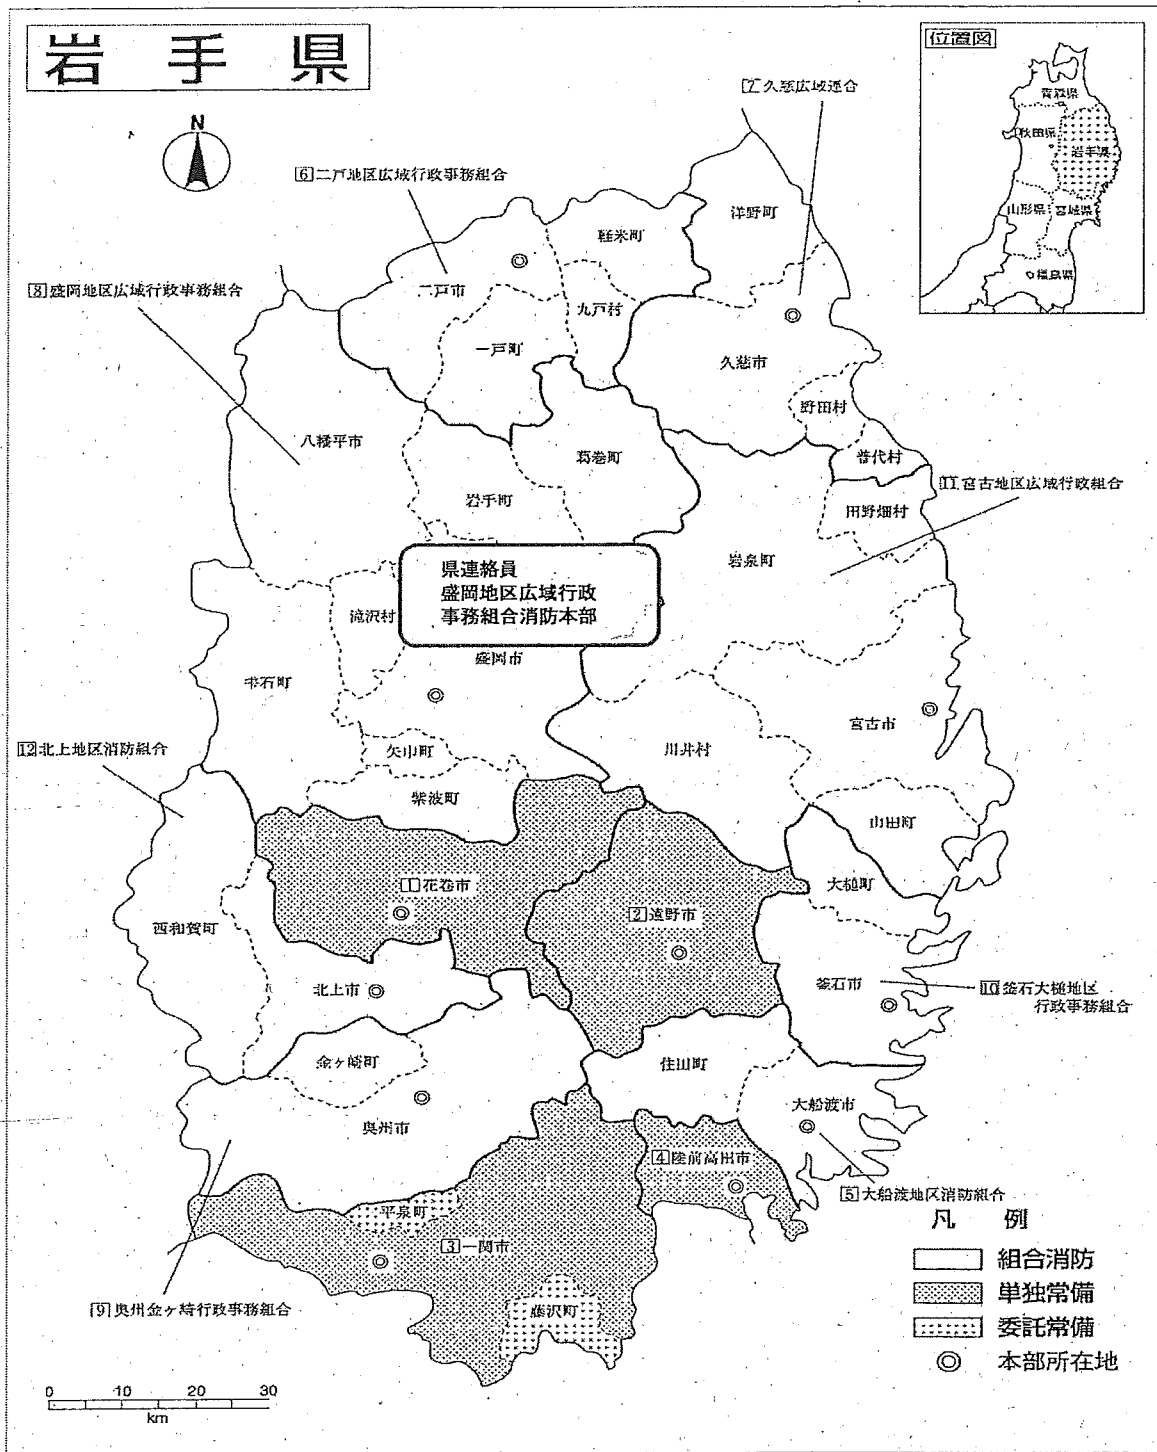 岩手県
位置図
青森県
秋田県
岩手県
山形県
宮城県
福島県
N
7 久慈広域連合
6 二戸地区広域行政事務組合
洋野町
軽米町
8 盛岡地区広域行政事務組合
二戸市
九戸村
一戸町
久慈市
野田村
八幡平市
葛巻町
普代村
岩手町
11 宮古地区広域行政組合
田野畑村
岩泉町
県連絡員
盛岡地区広域行政
事務組合消防本部
滝沢村
盛岡市
雫石町
宮古市
12 北上地区消防組合
矢巾町
川井村
紫波町
山田町
1 花巻市
大槌町
2 遠野市
西和賀町
北上市
釜石市
10 釜石大槌地区
行政事務組合
金ヶ崎町
住田町
大船渡市
奥州市
4 陸前高田市
5 大船渡地区消防組合
平泉町
3 一関市
9 奥州金ヶ崎行政事務組合
藤沢町
凡例
組合消防
単独常備
委託常備
本部所在地
0 10 20 30
km